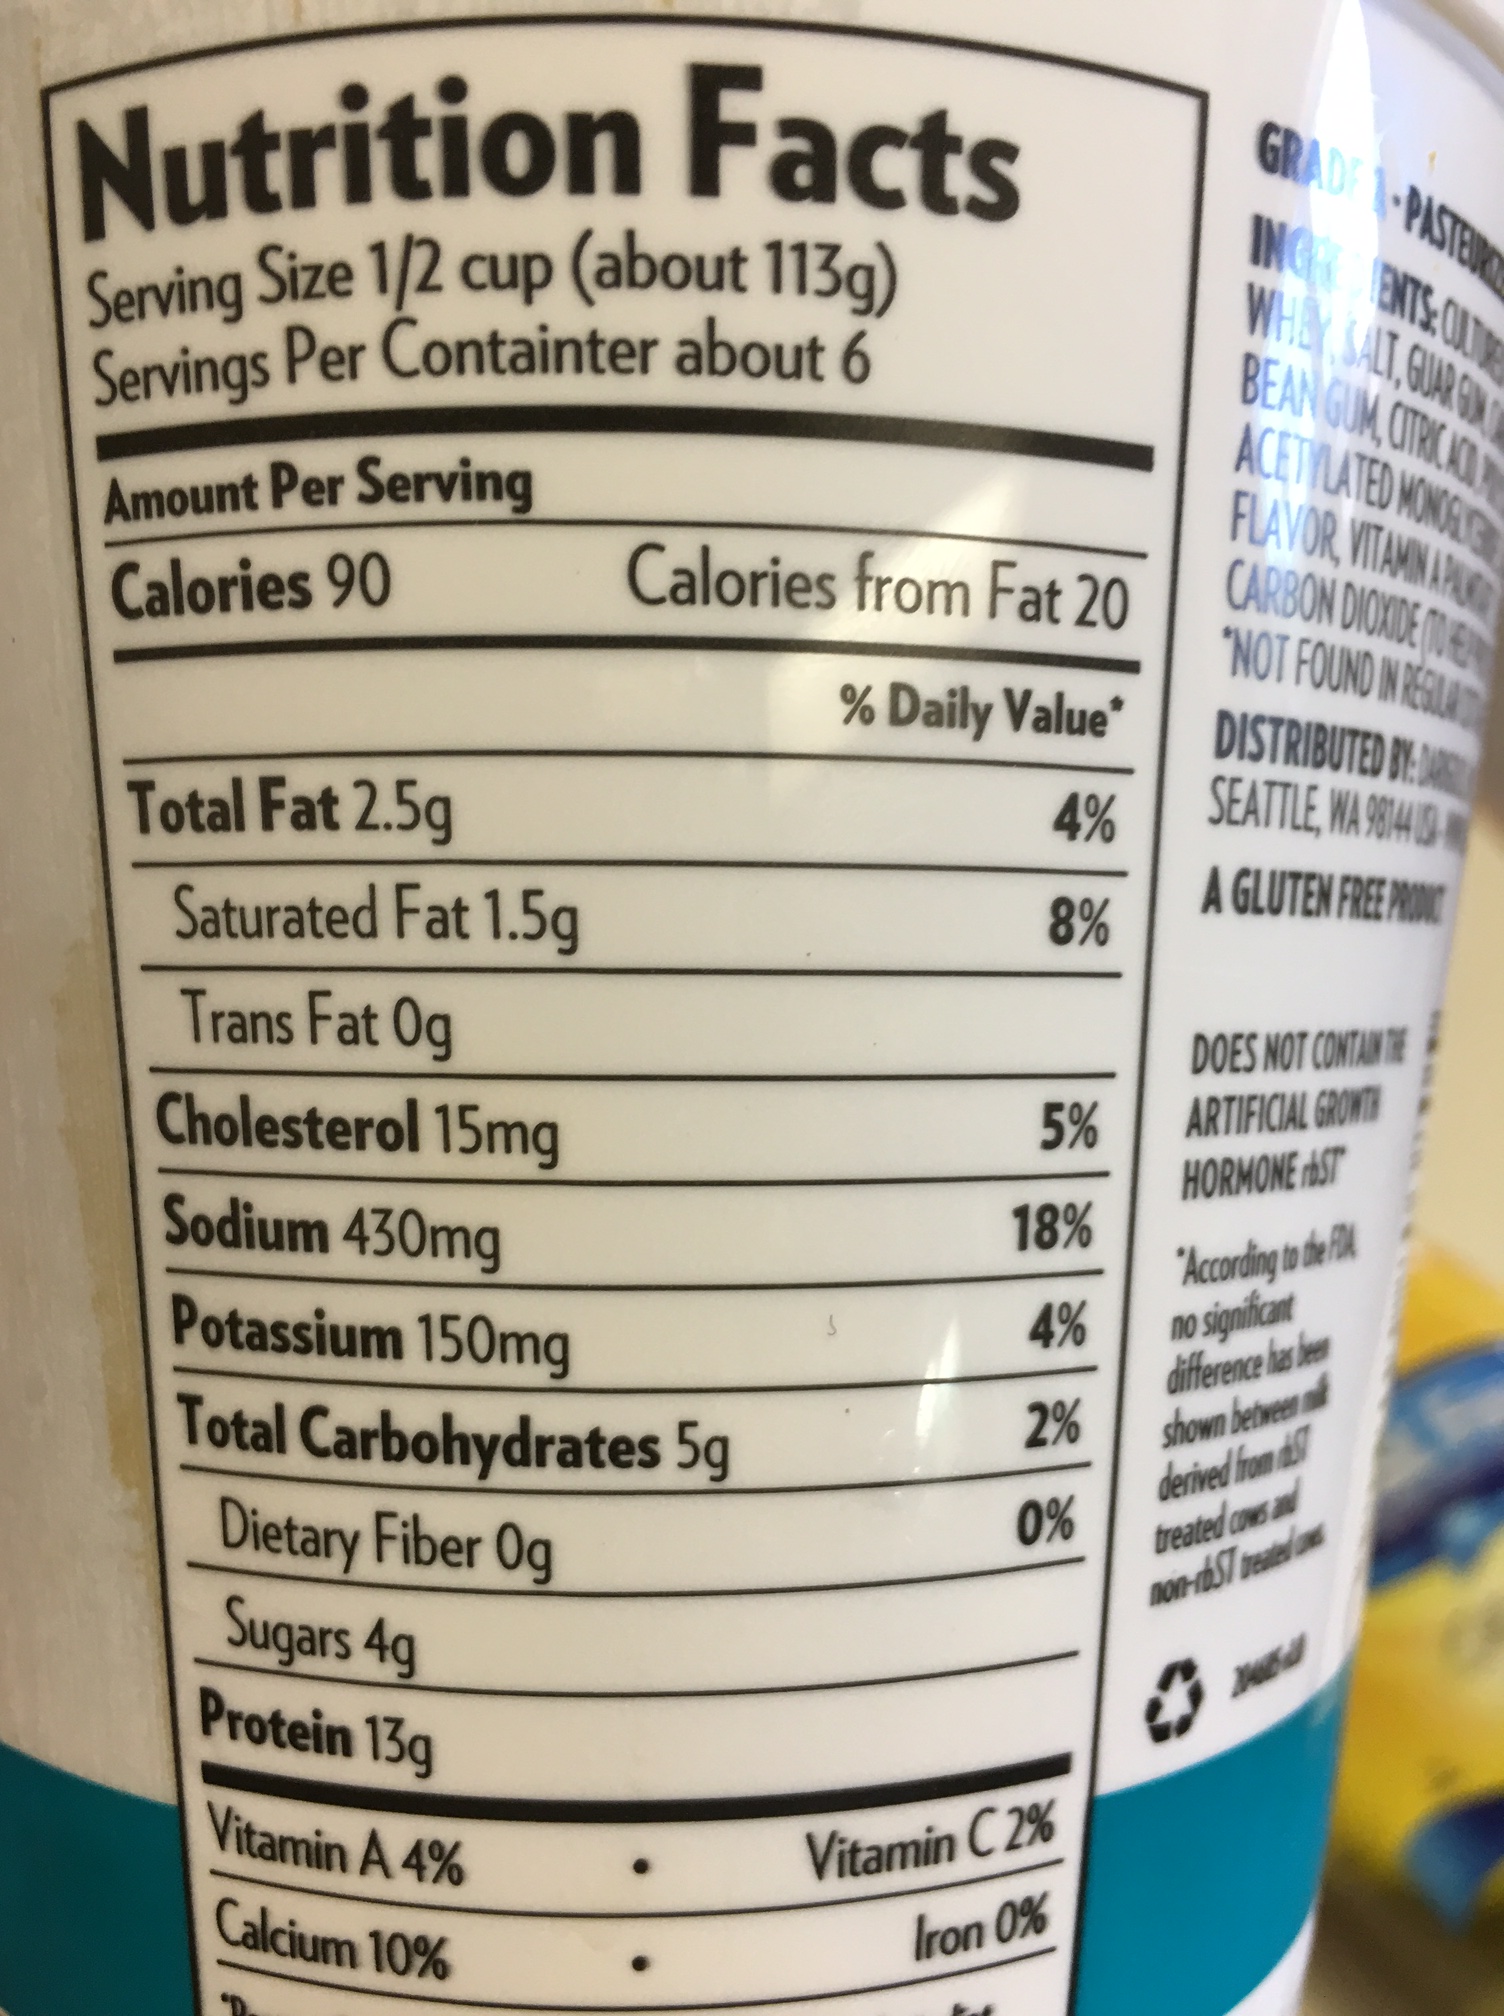 Nutrition Facts
Serving Size 1/2 cup (about 113g)
Servings Per Containter about 6
Amount Per Serving
Calories 90 Calories from Fat 20
% Daily Value*
Total Fat 2.5g 4%
Saturated Fat 1.5g 8%
Trans Fat 0g
Cholesterol 15mg 5%
Sodium 430mg 18%
Potassium 150mg 4%
Total Carbohydrates 5g 2%
Dietary Fiber 0g 0%
Sugars 4g
Protein 13g
Vitamin A 4% • Vitamin C 2%
Calcium 10% • Iron 0%
GRADE A - PASTEURIZED
INGREDIENTS: CULTURED
WHEY, SALT, GUAR GUM,
BEAN GUM, CITRIC ACID,
ACETYLATED
FLAVOR, VITAMIN A
CARBON DIOXIDE (TO
*NOT FOUND IN REGULAR
DISTRIBUTED BY:
SEATTLE, WA 98144 USA
A GLUTEN FREE PRODUCT
DOES NOT CONTAIN THE
ARTIFICIAL GROWTH
HORMONE rbST*
*According to the FDA
no significant
difference has been
shown between milk
derived from rbST
treated cows and
non-rbST treated cows.